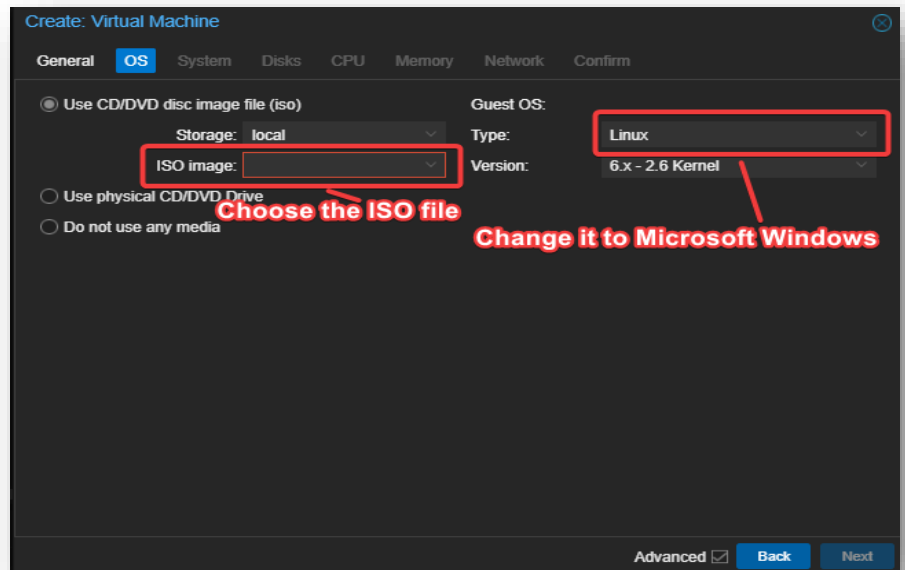 Create: Virtual Machine
General OS System Disks CPU Memory Network Confirm
Use CD/DVD disc image file (iso)
Storage: local
ISO image:
Use physical CD/DVD Drive
Do not use any media
Choose the ISO file
Guest OS:
Type: Linux
Version: 6.x - 2.6 Kernel
Change it to Microsoft Windows
Advanced Back Next